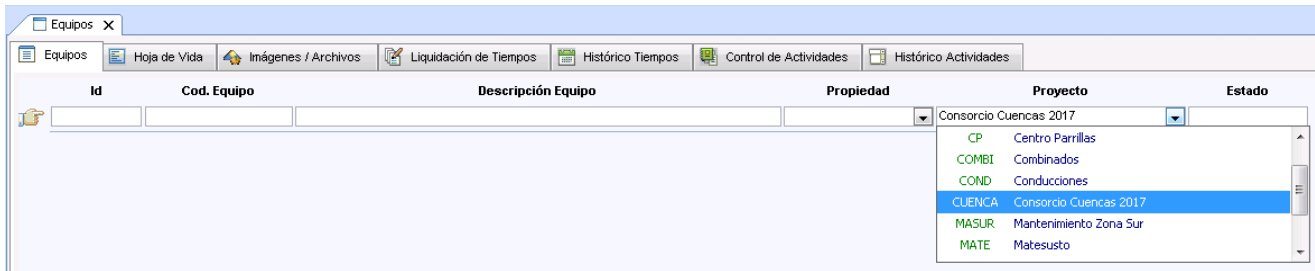 Equipos X
Equipos Hoja de Vida Imágenes / Archivos Liquidación de Tiempos Histórico Tiempos Control de Actividades Histórico Actividades
Id Cod. Equipo Descripción Equipo Propiedad Proyecto Estado
Consorcio Cuencas 2017
CP Centro Parrillas
COMBI Combinados
COND Conducciones
CUENCA Consorcio Cuencas 2017
MASUR Mantenimiento Zona Sur
MATE Matesusto